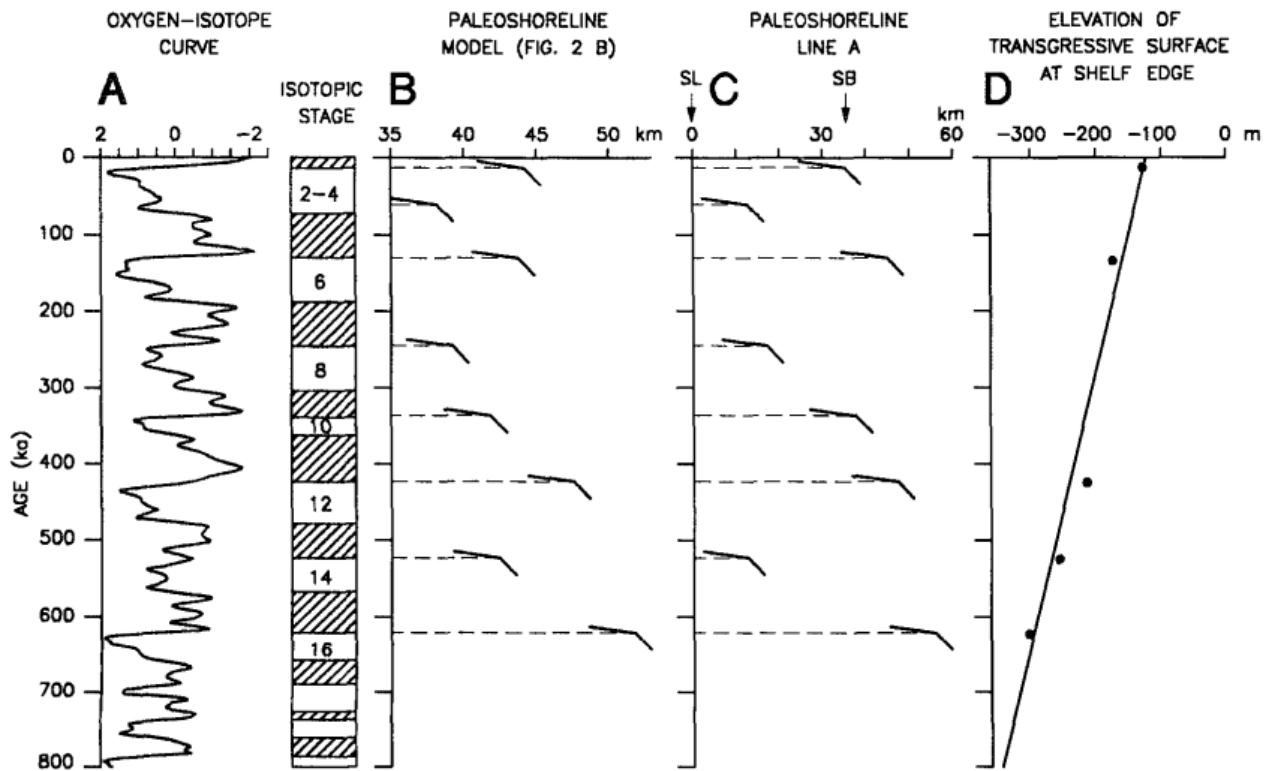 OXYGEN-ISOTOPE
CURVE
A
2 0 -2
ISOTOPIC
STAGE
PALEOSHORELINE
MODEL (FIG. 2 B)
B
35 40 45 50 km
PALEOSHORELINE
LINE A
SL C SB
km
0 30 60
ELEVATION OF
TRANSGRESSIVE SURFACE
AT SHELF EDGE
D
-300 -200 -100 0 m
AGE (ka)
0
100
200
300
400
500
600
700
800
2-4
6
8
10
12
14
16